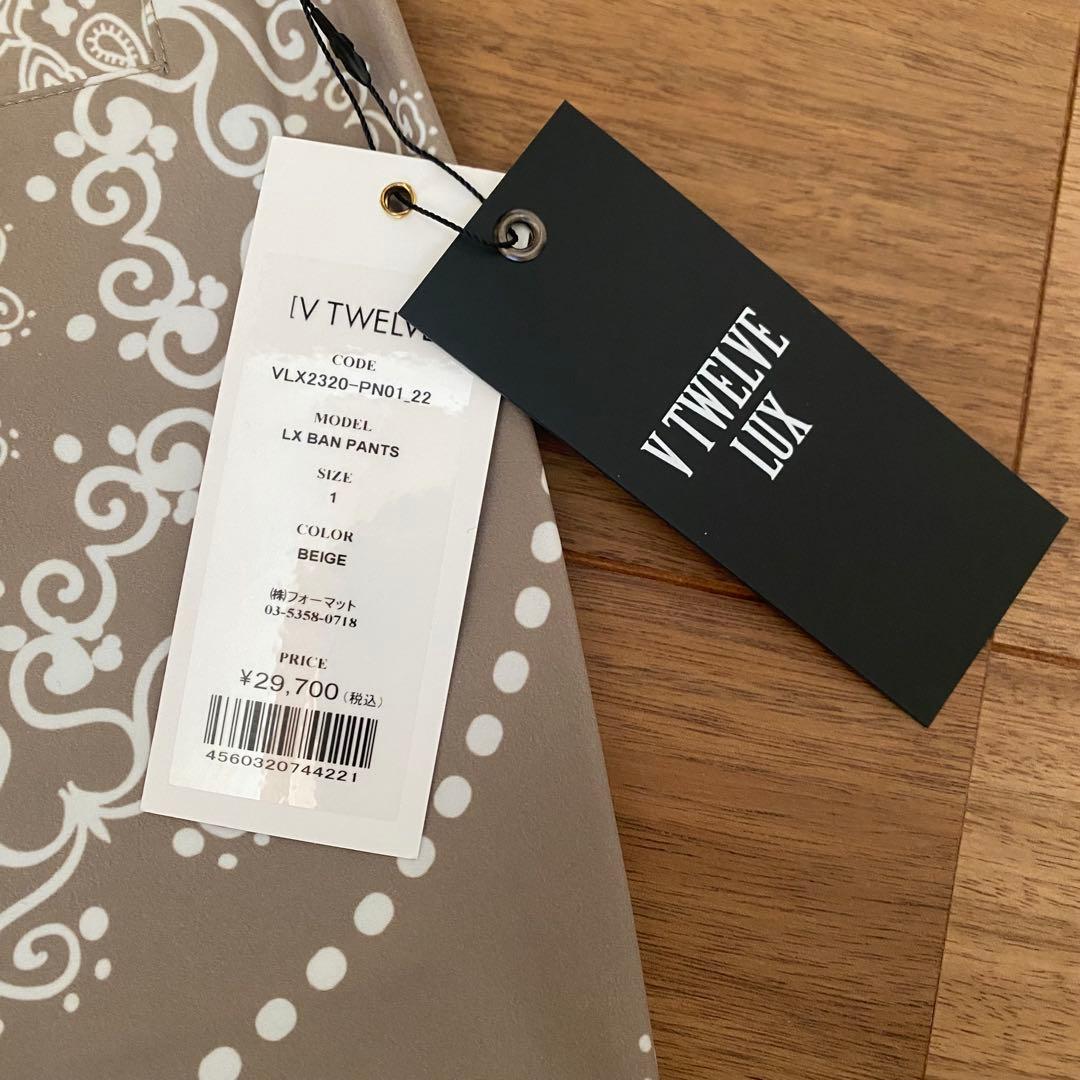 [V TWELVE
CODE
VLX2320-PN01_22
MODEL
LX BAN PANTS
SIZE
1
COLOR
BEIGE
㈱フォーマット
03-5358-0718
PRICE
¥29,700(税込)
4560320744221
V TWELVE
LUX